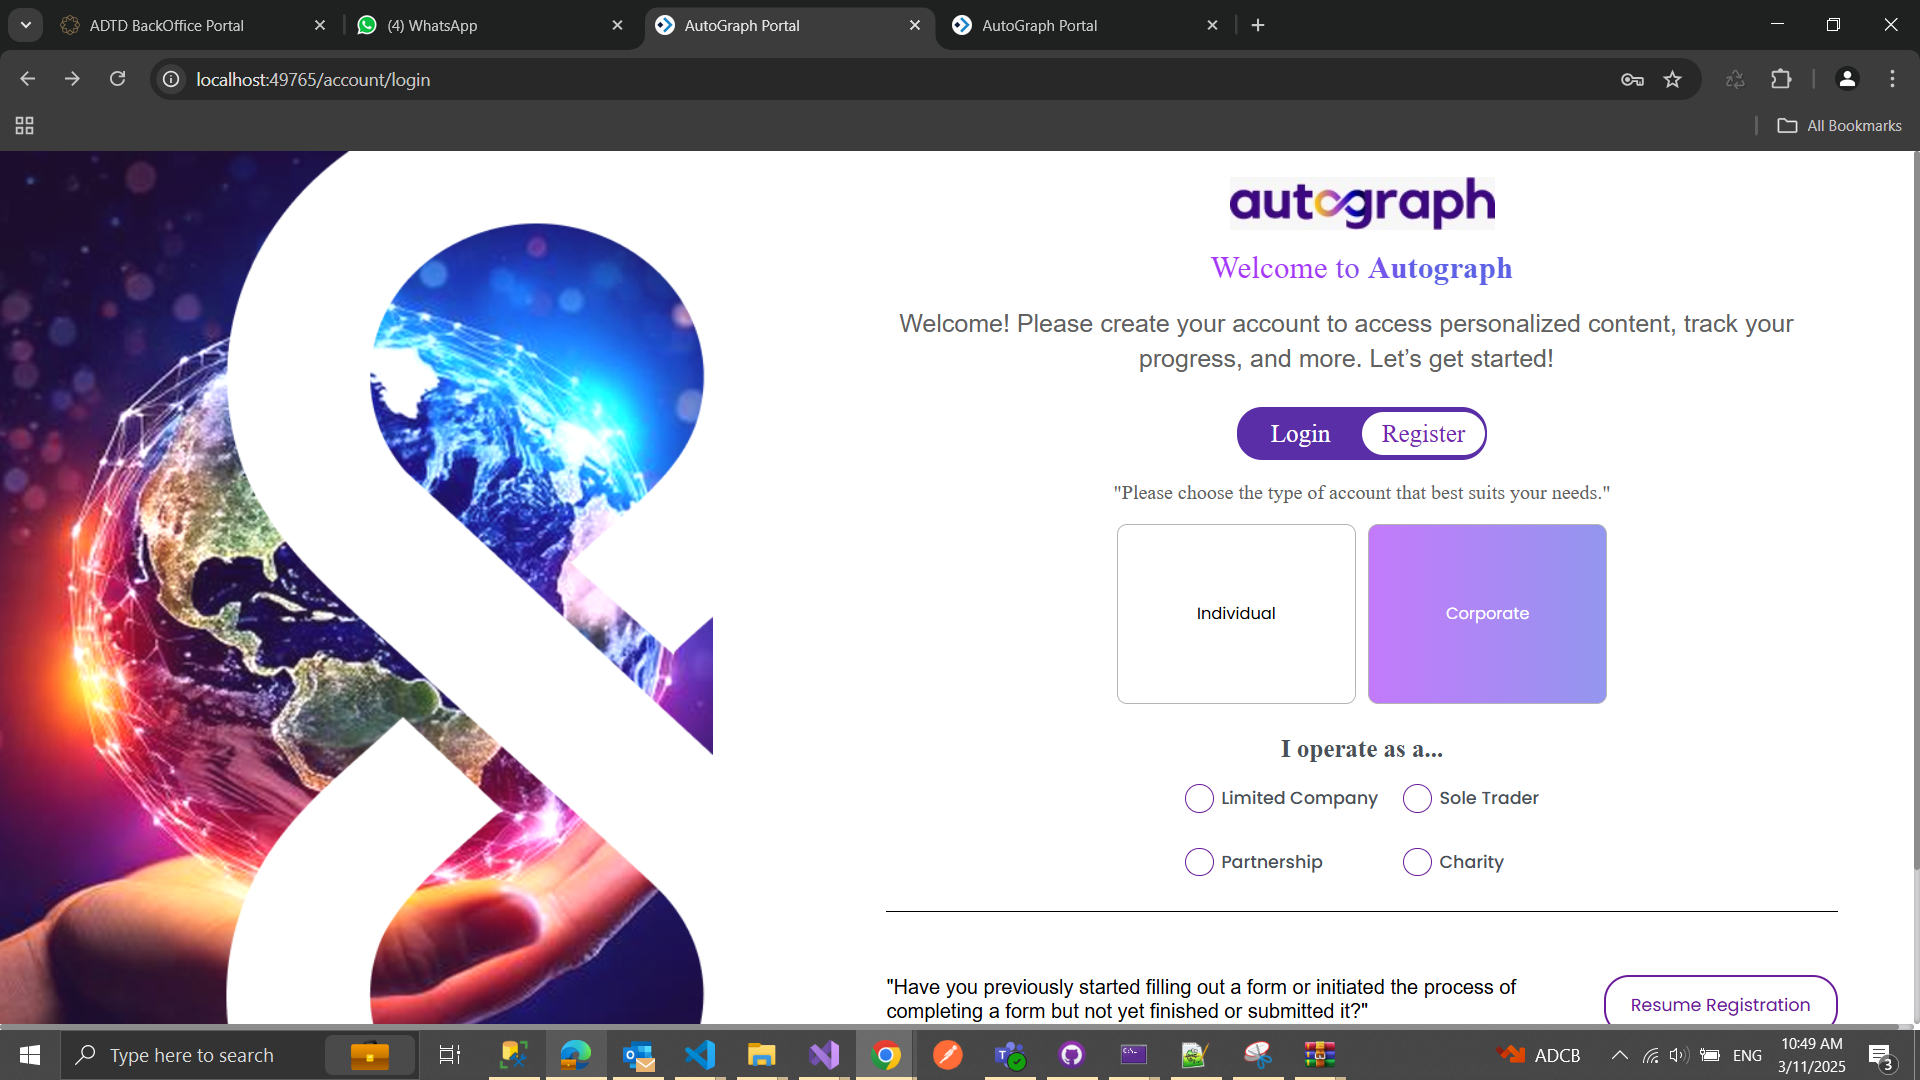 ADTD BackOffice Portal
(4) WhatsApp
AutoGraph Portal
AutoGraph Portal
localhost:49765/account/login
All Bookmarks
autograph
Welcome to Autograph
Welcome! Please create your account to access personalized content, track your
progress, and more. Let’s get started!
Login
Register
"Please choose the type of account that best suits your needs."
Individual
Corporate
I operate as a...
Limited Company
Sole Trader
Partnership
Charity
"Have you previously started filling out a form or initiated the process of
completing a form but not yet finished or submitted it?"
Resume Registration
Type here to search
ADCB
ENG
10:49 AM
3/11/2025
3